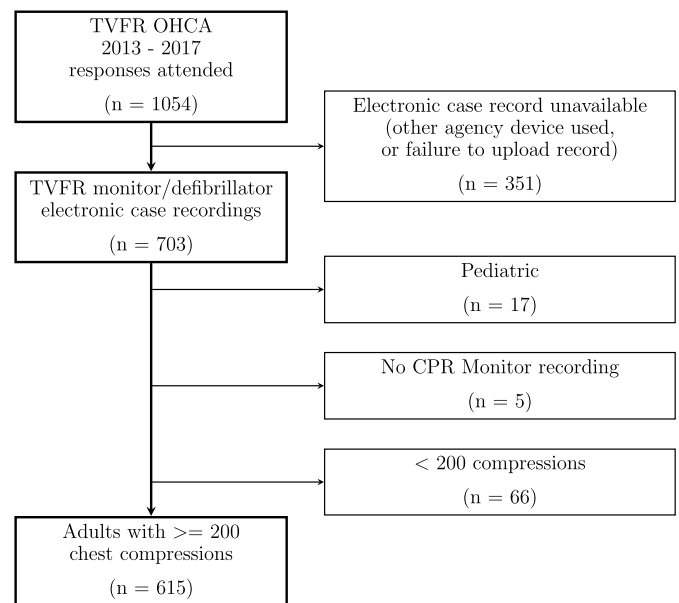 TVFR OHCA
2013 - 2017
responses attended
(n = 1054)
Electronic case record unavailable
(other agency device used,
or failure to upload record)
(n = 351)
TVFR monitor/defibrillator
electronic case recordings
(n = 703)
Pediatric
(n = 17)
No CPR Monitor recording
(n = 5)
< 200 compressions
(n = 66)
Adults with >= 200
chest compressions
(n = 615)